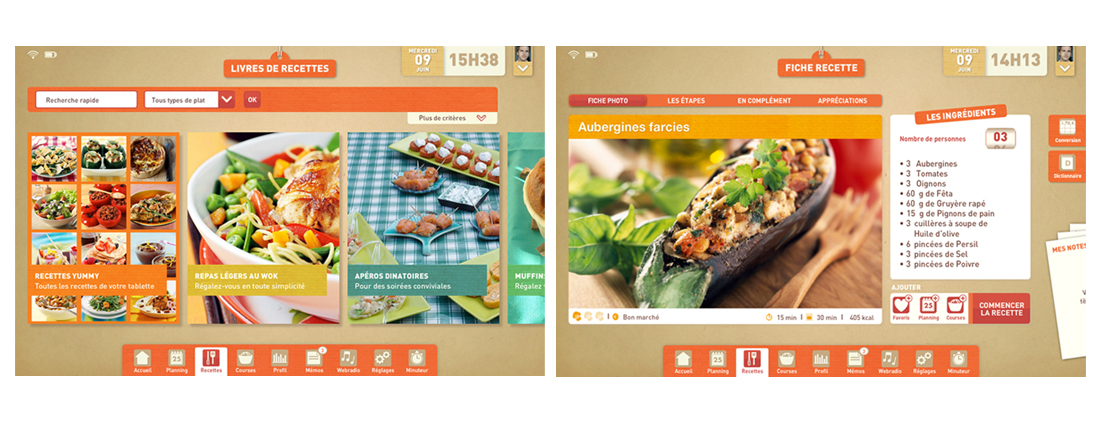 MERCREDI
09
JUIN
15H38
LIVRES DE RECETTES
Recherche rapide
Tous types de plat
OK
Plus de critères
RECETTES YUMMY
Toutes les recettes de votre tablette
REPAS LÉGERS AU WOK
Régalez-vous en toute simplicité
APÉROS DINATOIRES
Pour des soirées conviviales
MUFFINS
Régalez
Accueil
25
Planning
Recettes
Courses
Profil
Mémos
Webradio
Réglages
Minuteur
MERCREDI
09
JUIN
14H13
FICHE RECETTE
FICHE PHOTO
LES ÉTAPES
EN COMPLÉMENT
APPRÉCIATIONS
Aubergines farcies
Bon marché
15 min
30 min
405 kcal
LES INGRÉDIENTS
Nombre de personnes
03
• 3 Aubergines
• 3 Tomates
• 3 Oignons
• 60 g de Fêta
• 60 g de Gruyère rapé
• 15 g de Pignons de pain
• 3 cuillères à soupe de
Huile d'olive
• 6 pincées de Persil
• 3 pincées de Sel
• 3 pincées de Poivre
AJOUTER
Favoris
25
Planning
Courses
COMMENCER
LA RECETTE
Conversion
D
Dictionnaire
MES NOTES
Accueil
25
Planning
Recettes
Courses
Profil
Mémos
Webradio
Réglages
Minuteur